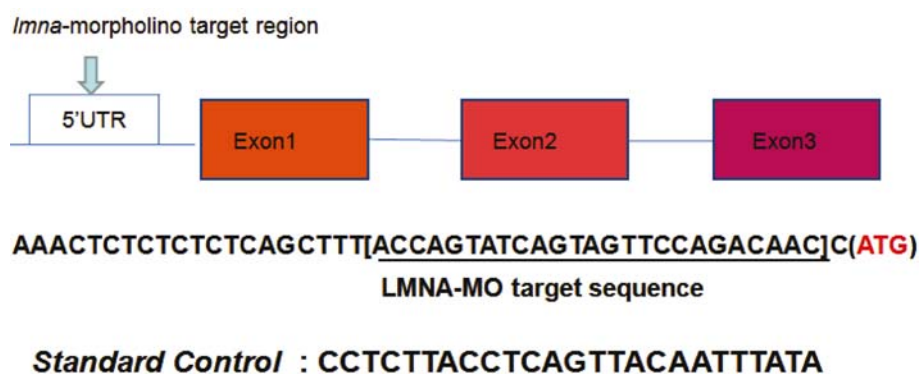 lmna-morpholino target region
5'UTR
Exon1
Exon2
Exon3
AAACTCTCTCTCTCAGCTTT[ACCAGTATCAGTAGTTCCAGACAAC]C(ATG)
LMNA-MO target sequence
Standard Control : CCTCTTACCTCAGTTACAATTTATA